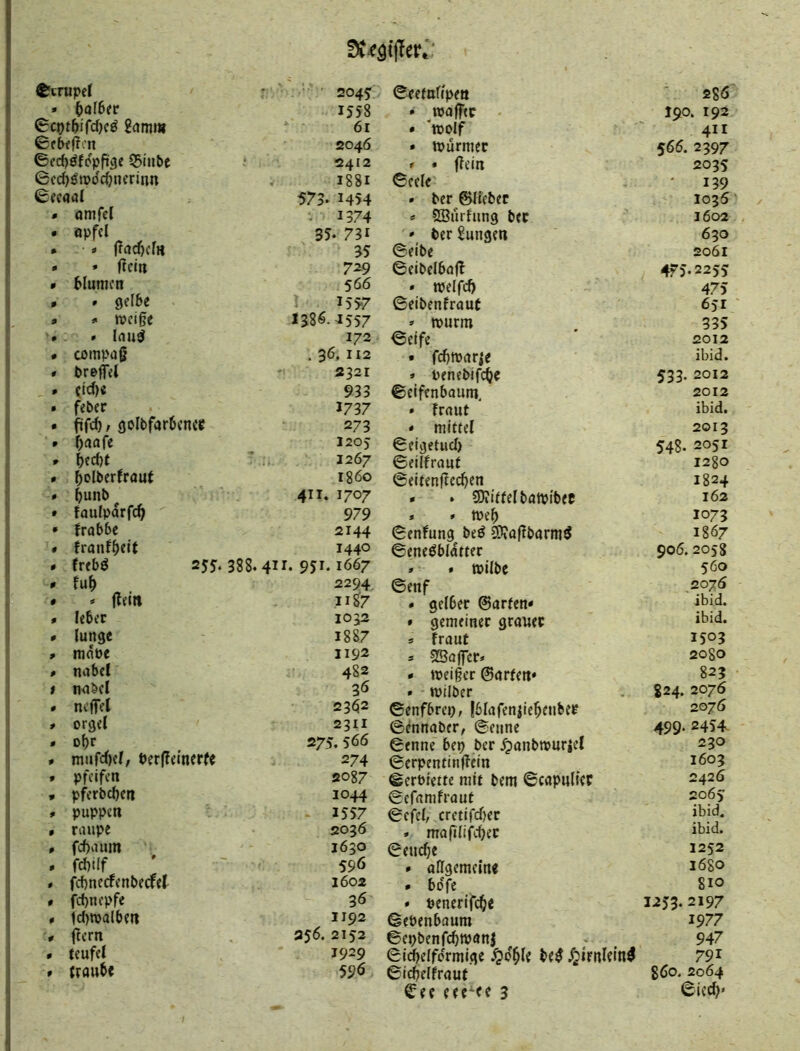 Register.
Scrupel 2045
• halber 1558
Scythisches Lamm 61
Sebesten 2046
Sechsköpfige Binde 2412
Sechswöchnerinn 1881
Seeaal 573. 1454
• amsel 1374
• apfel 35. 731
• • stacheln 35
• • stein 729
• blumen 566
• • gelbe 1557
• • weiße 1386. 1557
• • laus 172
• compaß . 36. 112
• drossel 2321
• eiche 933
• feder 1737
• fisch, goldfarbener 273
• haase 1205
• hecht 1267
• holderkraut 1860
• hund 411. 1707
• kaulparsch 979
• krabbe 2144
• krankheit 1440
• krebs 255. 388. 411. 951. 1667
• kuh 2294
• • stein 1187
• leber 1032
• lunge 1887
• mäve 1192
• nabel 482
• nadel 36
• nessel 2362
• orgel 2311
• ohr 275. 566
• muschel, versteinerte 274
• pfeifen 2087
• pferdchen 1044
• puppen 1557
• raupe 2036
• schaum 1630
• schilf 596
• schneckendeckel 1602
• schnepfe 36
• schwalben 1192
• stern 256. 2152
• teufel 1929
• traube 596
Seetulipen 286
• wasser 190. 192
• wolf 411
• würmer 566. 2397
• • stein 2035
Seele 139
• der Glieder 1036
• Würkung der 1602
• der Lungen 630
Seide 2061
Seidelbast 475. 2255
• welsch 475
Seidenkraut 651
• wurm 335
Seife 2012
• schwarze ibid.
• venedische 533. 2012
Seifenbaum, 2012
• kraut ibid.
• mittel 2013
Seigetuch 548. 2051
Seilkraut 1280
Seitenstechen 1824
• • Mittel dawider 162
• • weh 1073
Senkung des Mastdarms 1867
Senesblätter 906. 2058
• • wilde 560
Senf 2076
• gelber Garten- ibid.
• gemeiner grauer ibid.
• kraut 1503
• Wasser- 2080
• weißer Garten- 823
• wilder 824. 2076
Senfbrey, blasenziehender 2076
Sennader, Senne 499. 2454
Senne bey der Handwurzel 230
Serpentinstein 1603
Serviette mit dem Scapulier 2426
Sesamkraut 2065
Sesel, cretischer ibid.
• massilischer ibid.
Seuche 1252
• allgemeine 1680
• böse 810
• venerische 1253. 2197
Sevenbaum 1977
Seydenschwanz 947
Sichelförmige Höhle des Hirnleins 791
Sichelkraut 860. 2064
Eee eee-ee 3 Siech-